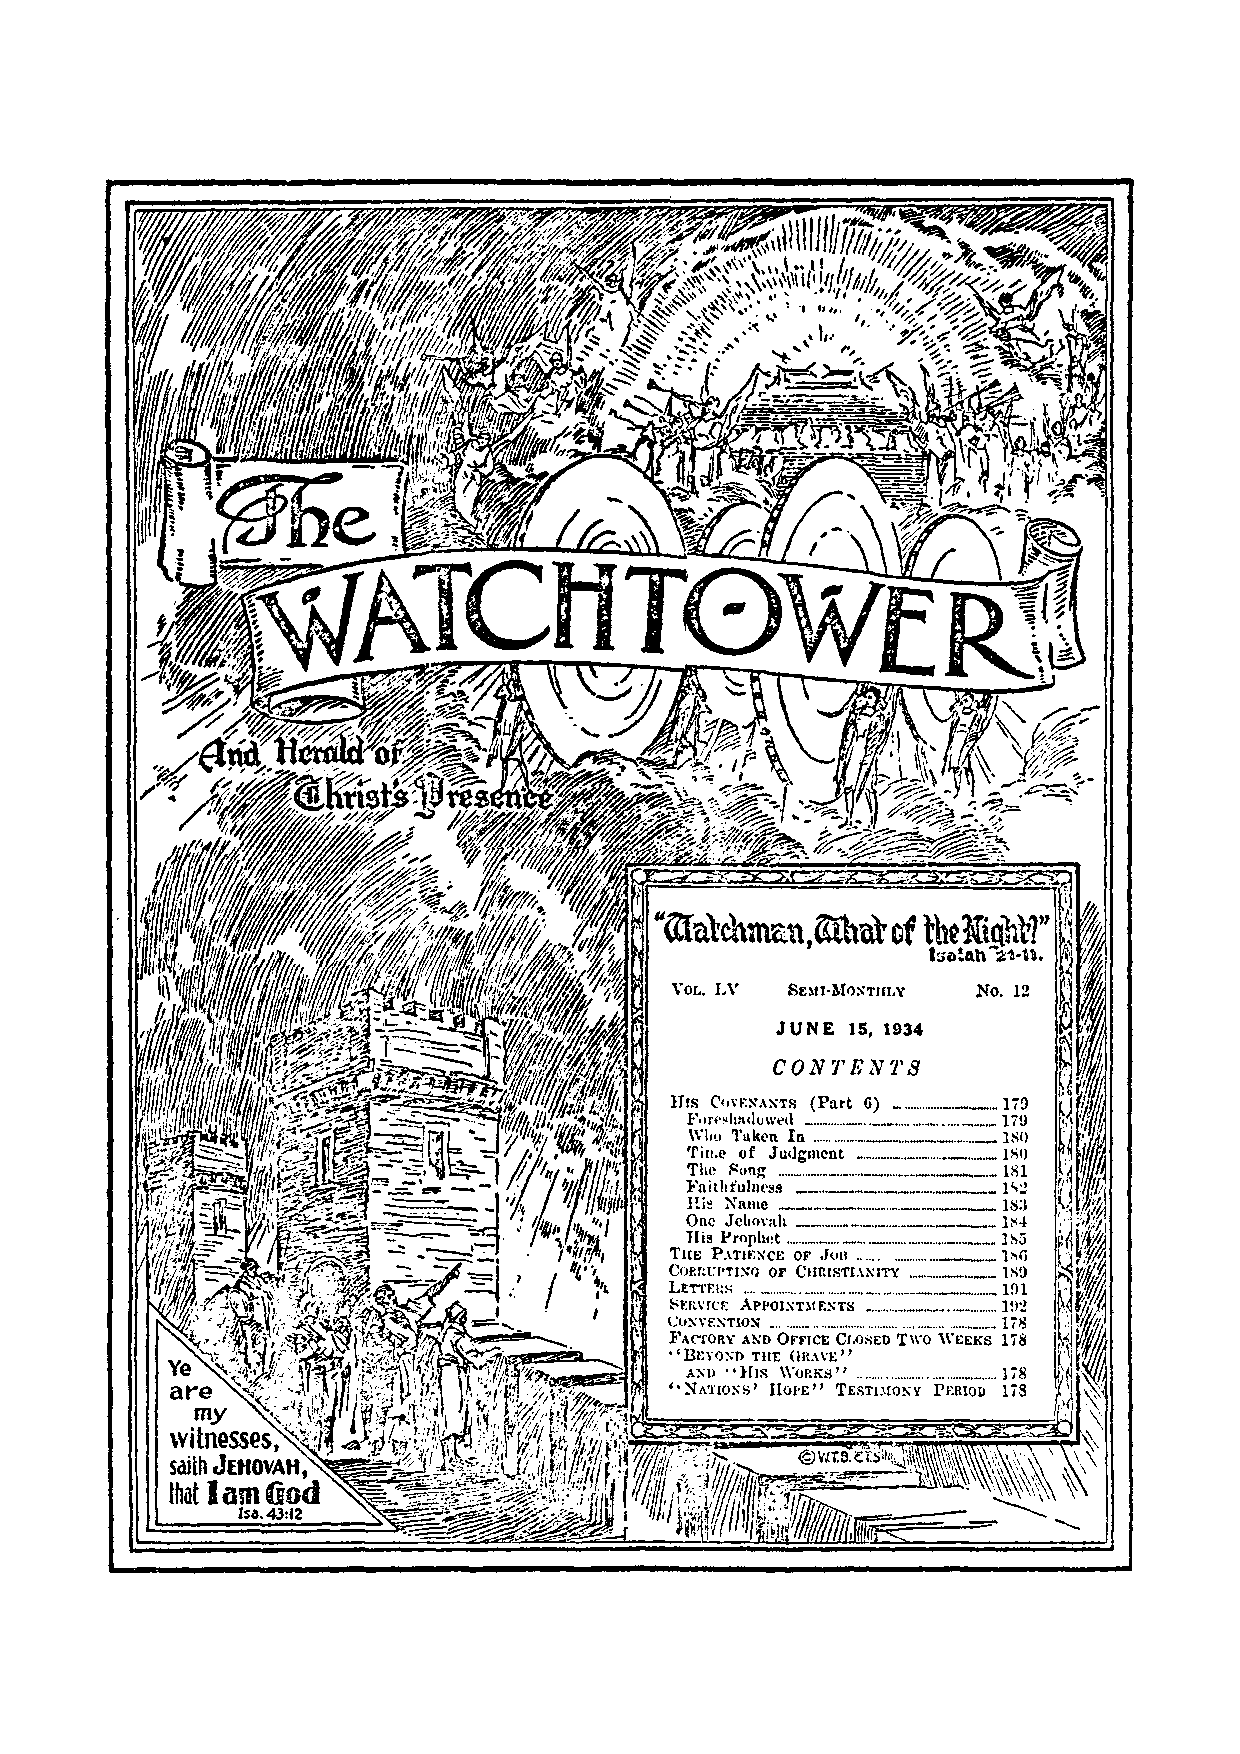 The
WATCHTOWER
And Herald of
Christ's Presence
"Watchman, What of the Night?"
Isaiah 21-11.
VOL. LV SEMI-MONTHLY No. 12
JUNE 15, 1934
CONTENTS
HIS COVENANTS (Part 6) 179
Foreshadowed 179
Who Taken In 180
Time of Judgment 180
The Song 181
Faithfulness 182
His Name 183
One Jehovah 184
His Prophet 185
THE PATIENCE OF JOB 186
CORRUPTING OF CHRISTIANITY 189
LETTERS 191
SERVICE APPOINTMENTS 192
CONVENTION 178
FACTORY AND OFFICE CLOSED TWO WEEKS 178
"BEYOND THE GRAVE"
AND "HIS WORKS" 178
"NATIONS' HOPE" TESTIMONY PERIOD 178
Ye
are
my
witnesses,
saith JEHOVAH,
that I am God
Isa. 43:12
© W.T.B. & T.S.